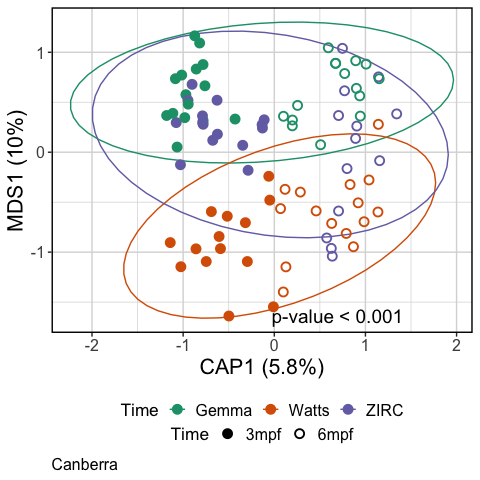 MDS1 (10%)
1
0
-1
p-value < 0.001
-2
-1
0
1
2
CAP1 (5.8%)
Time Gemma Watts ZIRC
Time 3mpf 6mpf
Canberra